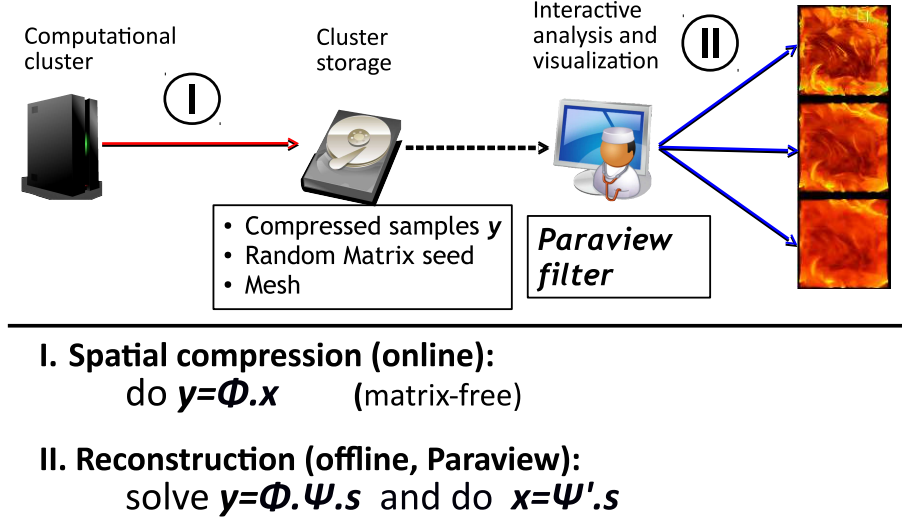 Computational
cluster
I
Cluster
storage
Interactive
analysis and
visualization
II
• Compressed samples y
• Random Matrix seed
• Mesh
Paraview
filter
I. Spatial compression (online):
do y=Φ.x (matrix-free)
II. Reconstruction (offline, Paraview):
solve y=Φ.Ψ.s and do x=Ψ'.s